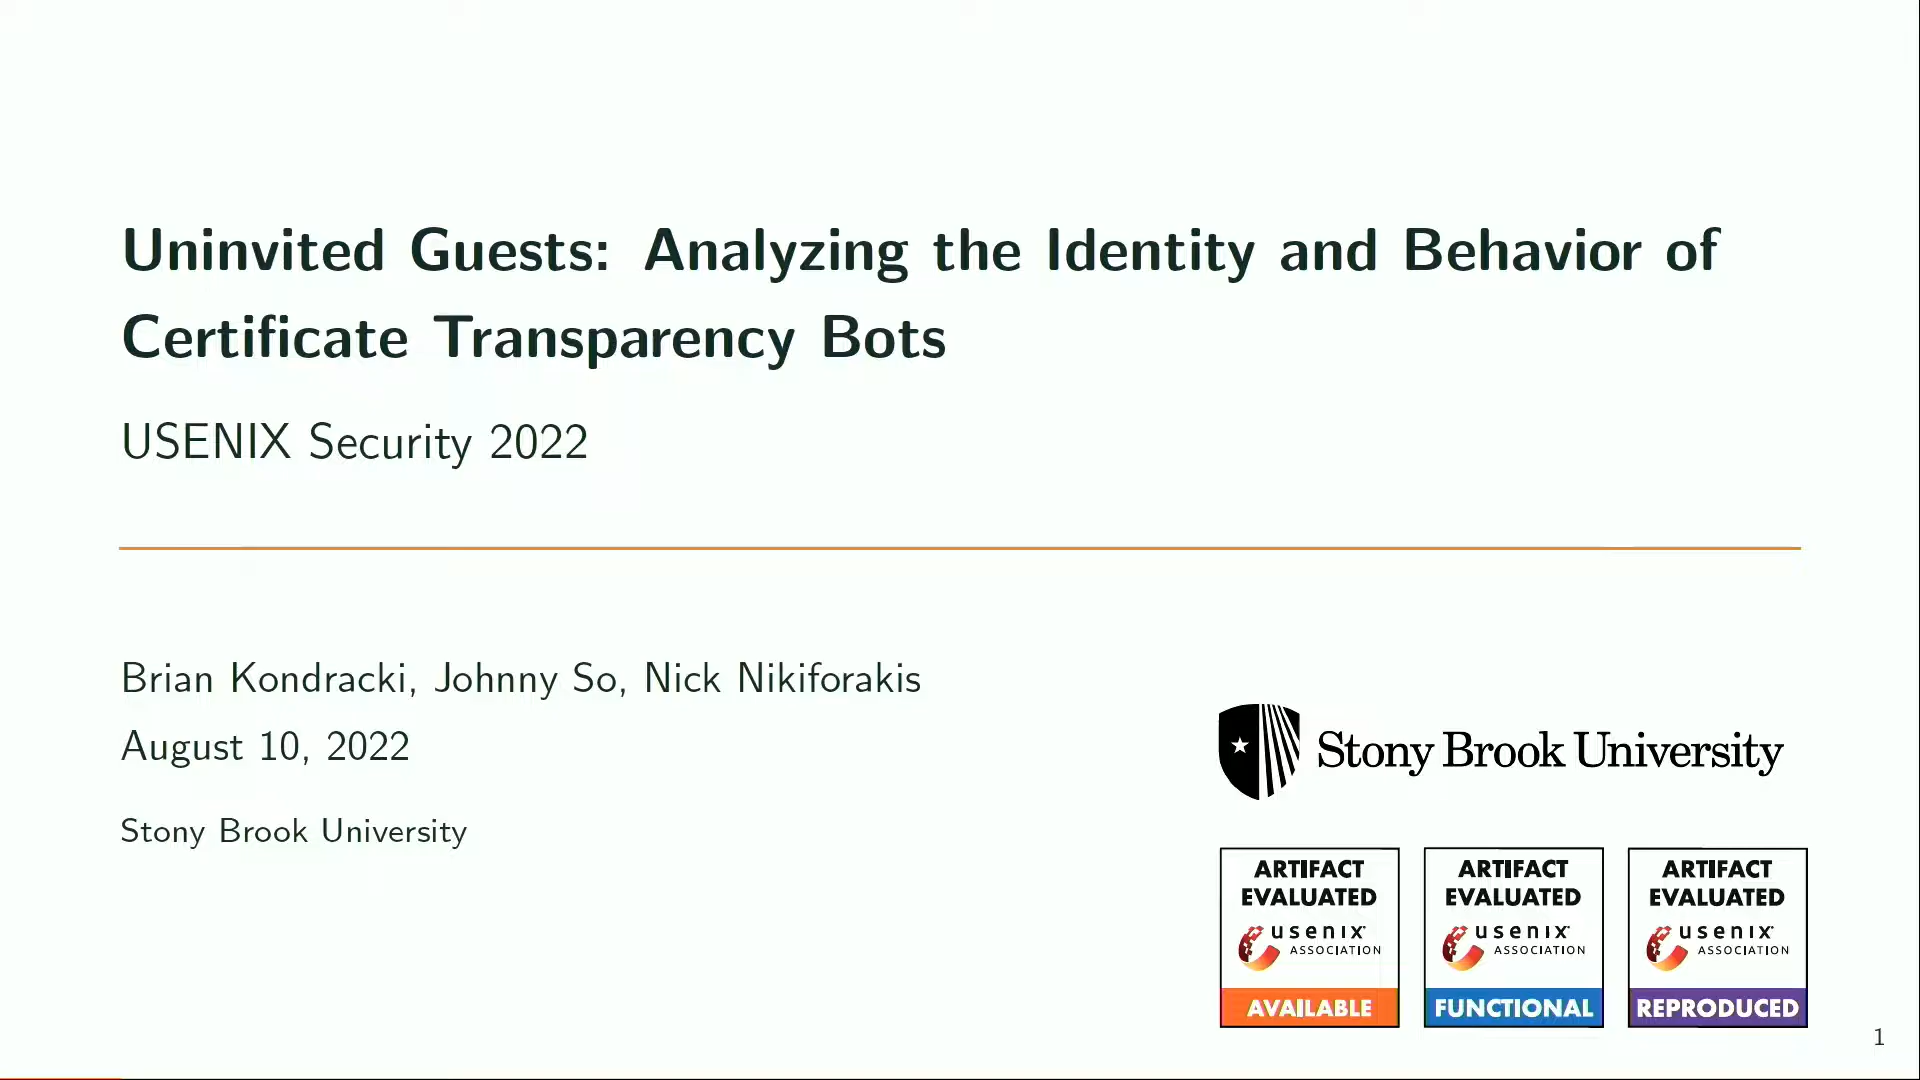 Uninvited Guests: Analyzing the Identity and Behavior of
Certificate Transparency Bots
USENIX Security 2022
Brian Kondracki, Johnny So, Nick Nikiforakis
August 10, 2022
Stony Brook University
Stony Brook University
ARTIFACT
EVALUATED
usenix
ASSOCIATION
AVAILABLE
ARTIFACT
EVALUATED
usenix
ASSOCIATION
FUNCTIONAL
ARTIFACT
EVALUATED
usenix
ASSOCIATION
REPRODUCED
1